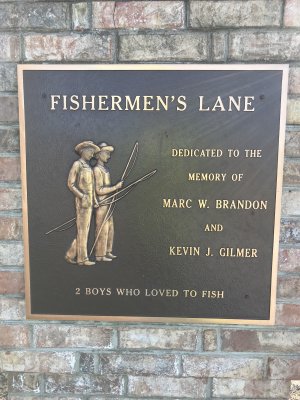 FISHERMEN'S LANE
DEDICATED TO THE
MEMORY OF
MARC W. BRANDON
AND
KEVIN J. GILMER
2 BOYS WHO LOVED TO FISH